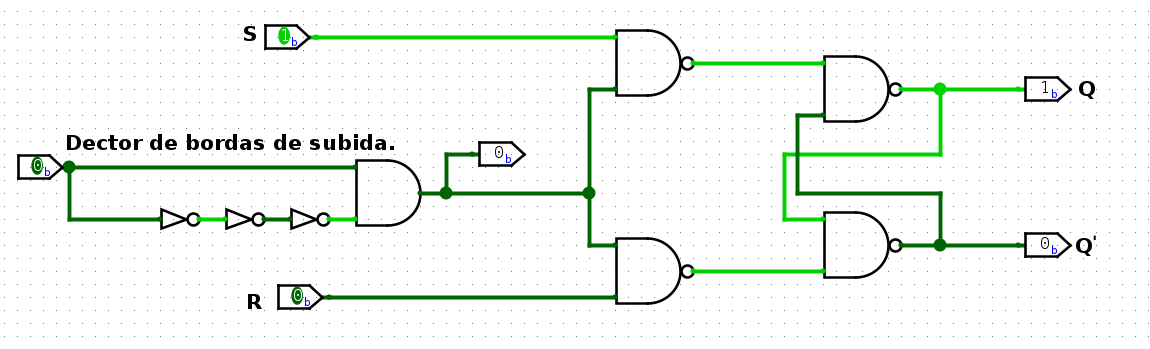 S 1b
1b Q
Dector de bordas de subida.
0b
0b
0b Q'
R 0b